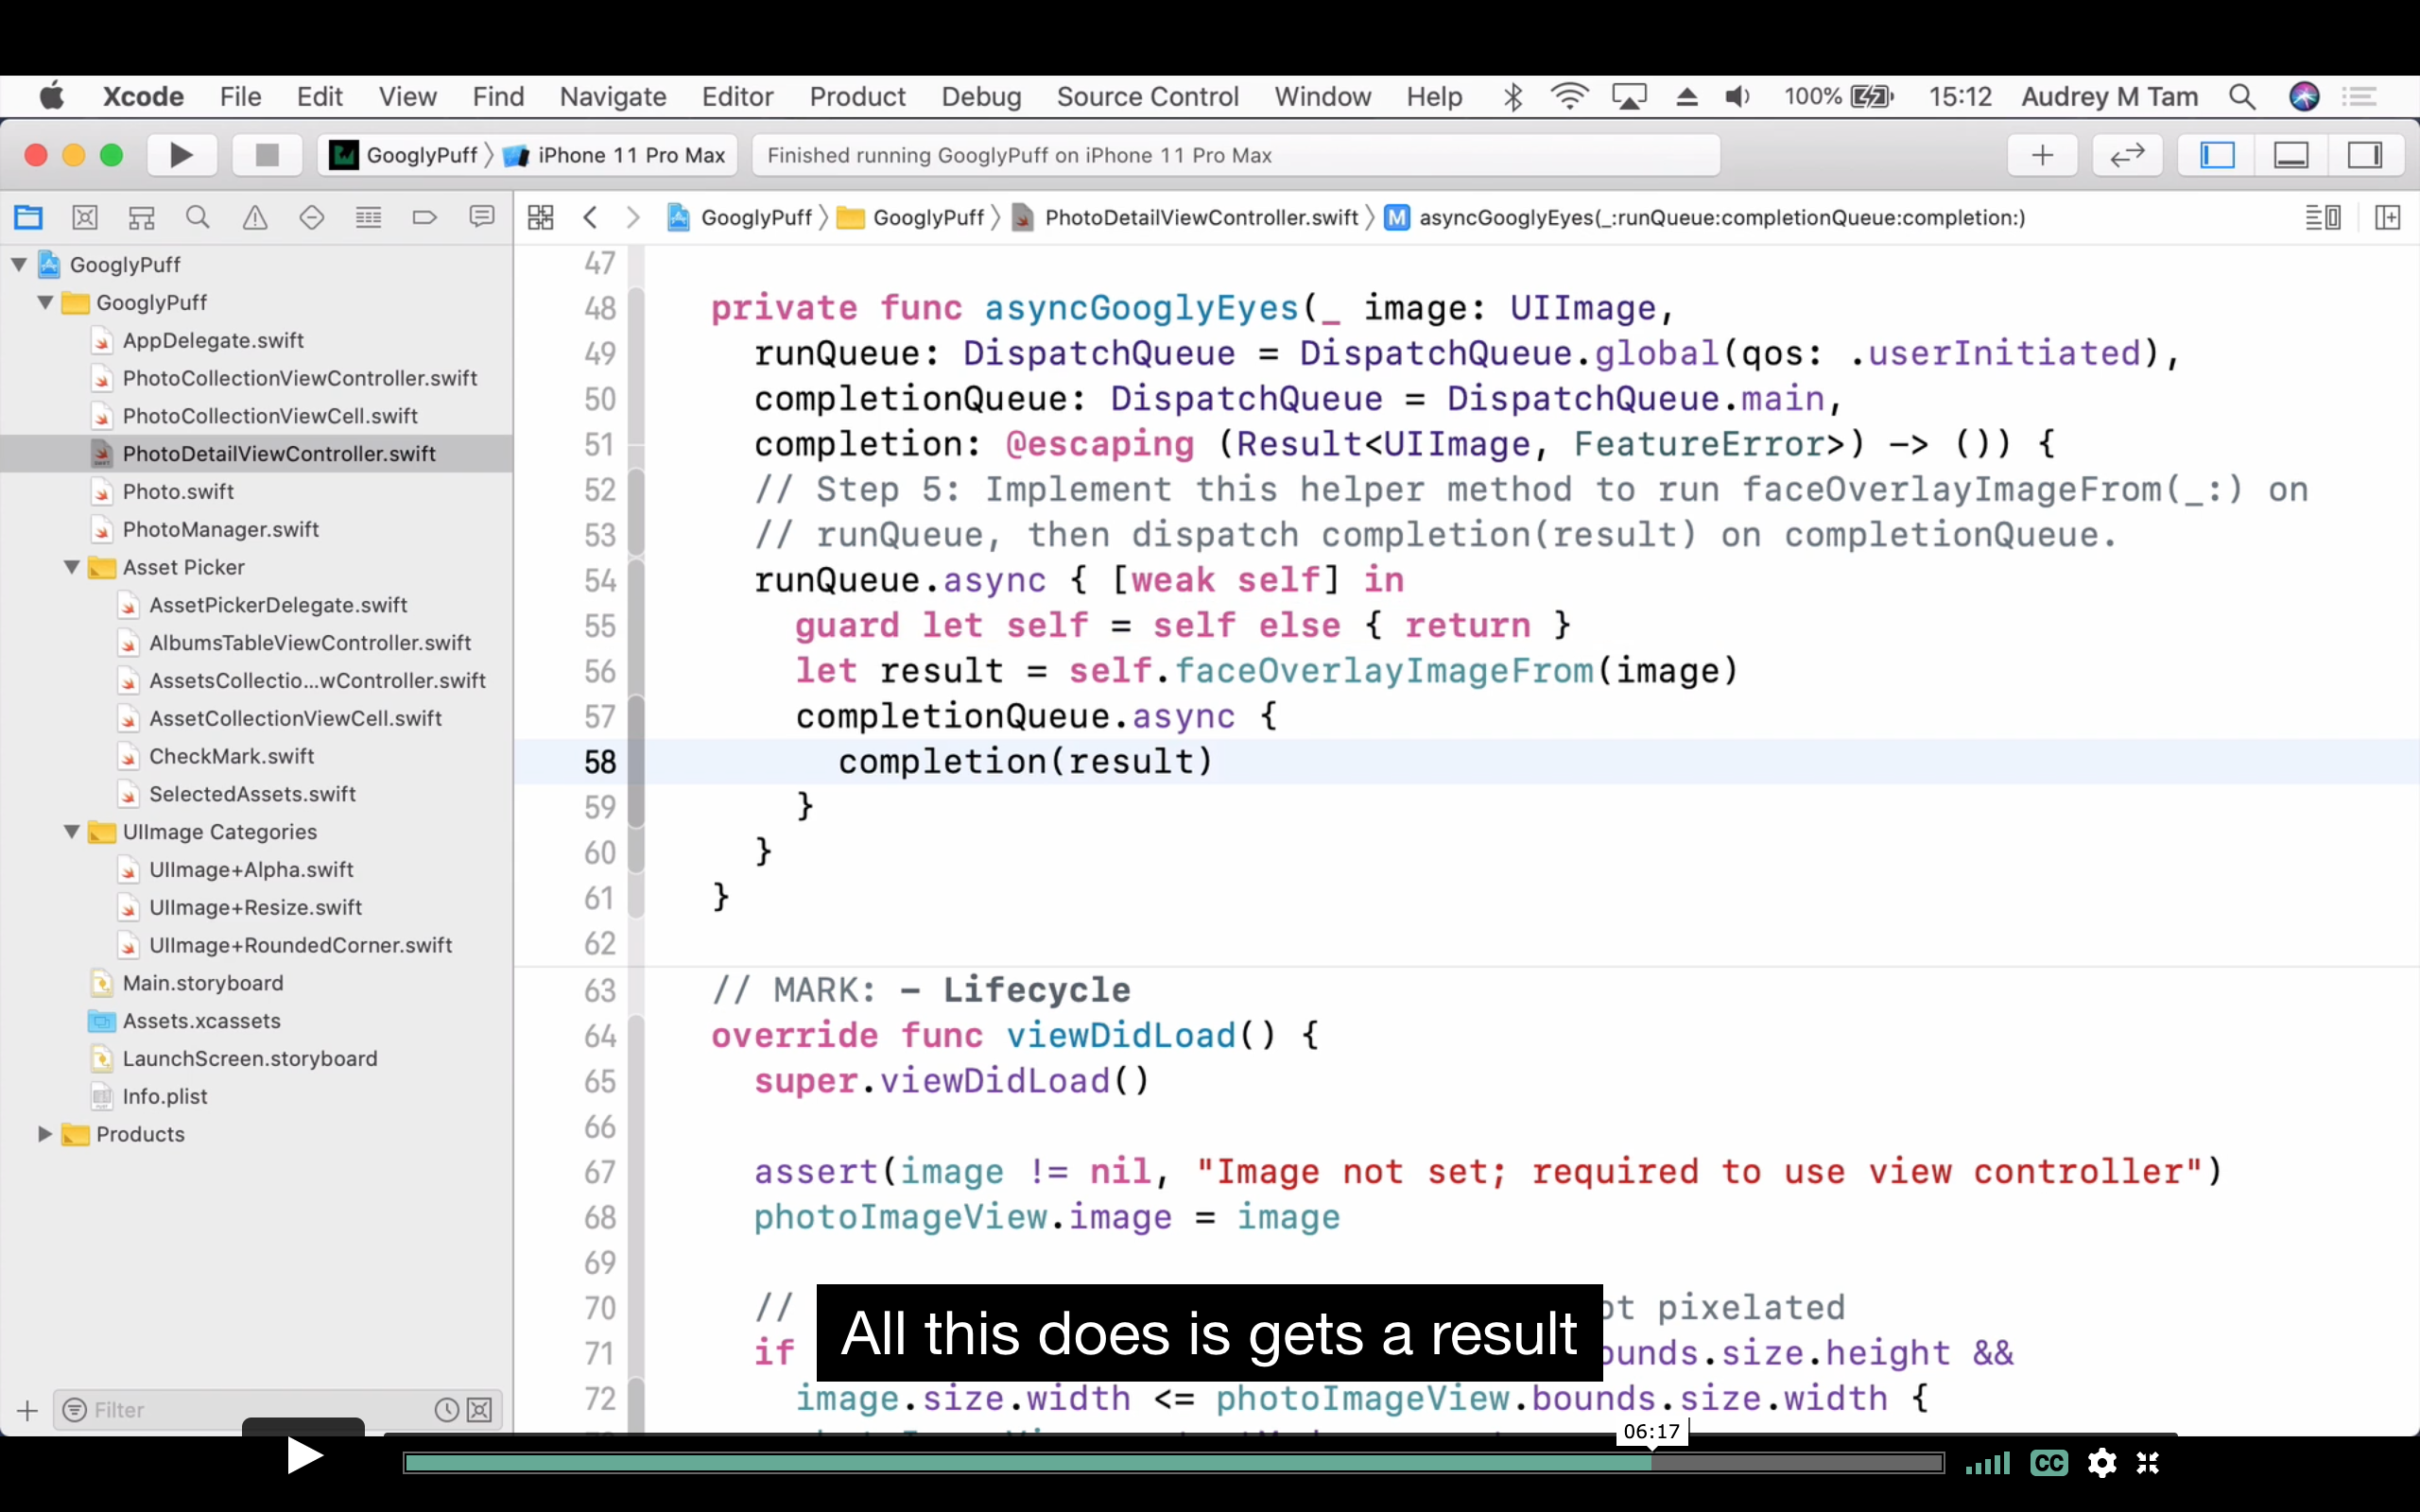 Xcode File Edit View Find Navigate Editor Product Debug Source Control Window Help 100% 15:12 Audrey M Tam
GooglyPuff iPhone 11 Pro Max Finished running GooglyPuff on iPhone 11 Pro Max
GooglyPuff GooglyPuff PhotoDetailViewController.swift M asyncGooglyEyes(_:runQueue:completionQueue:completion:)
GooglyPuff
GooglyPuff
AppDelegate.swift
PhotoCollectionViewController.swift
PhotoCollectionViewCell.swift
PhotoDetailViewController.swift
Photo.swift
PhotoManager.swift
Asset Picker
AssetPickerDelegate.swift
AlbumsTableViewController.swift
AssetsCollectio...wController.swift
AssetCollectionViewCell.swift
CheckMark.swift
SelectedAssets.swift
UIImage Categories
UIImage+Alpha.swift
UIImage+Resize.swift
UIImage+RoundedCorner.swift
Main.storyboard
Assets.xcassets
LaunchScreen.storyboard
Info.plist
Products
Filter
47
48 private func asyncGooglyEyes(_ image: UIImage,
49 runQueue: DispatchQueue = DispatchQueue.global(qos: .userInitiated),
50 completionQueue: DispatchQueue = DispatchQueue.main,
51 completion: @escaping (Result<UIImage, FeatureError>) -> ()) {
52 // Step 5: Implement this helper method to run faceOverlayImageFrom(_:) on
53 // runQueue, then dispatch completion(result) on completionQueue.
54 runQueue.async { [weak self] in
55 guard let self = self else { return }
56 let result = self.faceOverlayImageFrom(image)
57 completionQueue.async {
58 completion(result)
59 }
60 }
61 }
62
63 // MARK: - Lifecycle
64 override func viewDidLoad() {
65 super.viewDidLoad()
66
67 assert(image != nil, "Image not set; required to use view controller")
68 photoImageView.image = image
69
70 // pixelated
71 if .size.height &&
72 image.size.width <= photoImageView.bounds.size.width {
All this does is gets a result
06:17
CC